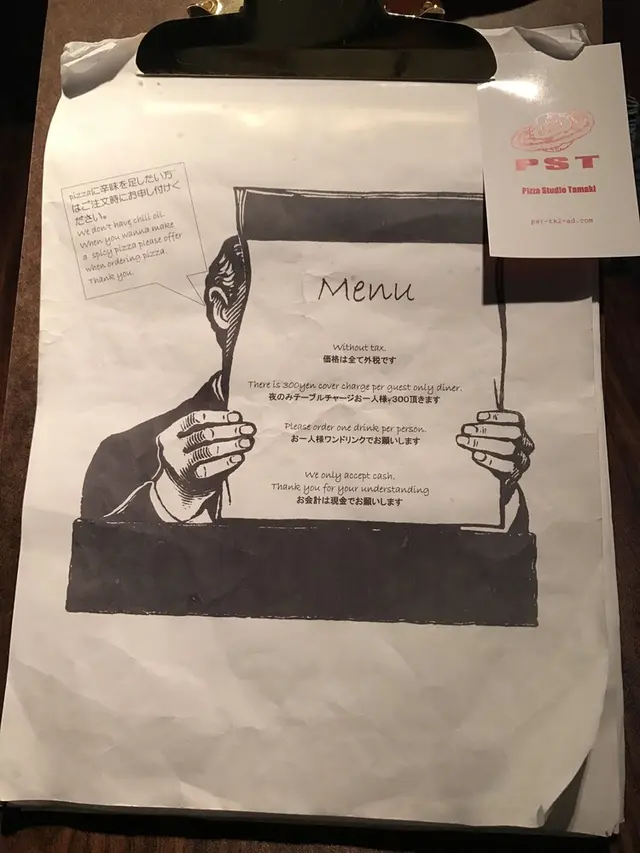 pizzaに辛味を足したい方
はご注文時にお申し付けく
ださい。
We don't have chili oil.
When you wanna make
a spicy pizza please offer
when ordering pizza.
Thank you.
PST
Pizza Studio Tamaki
pst-tk2-ad.com
Menu
Without tax.
価格は全て外税です
There is 300yen cover charge per guest only diner.
夜のみテーブルチャージお一人様¥300頂きます
Please order one drink per person.
お一人様ワンドリンクでお願いします
We only accept cash.
Thank you for your understanding
お会計は現金でお願いします